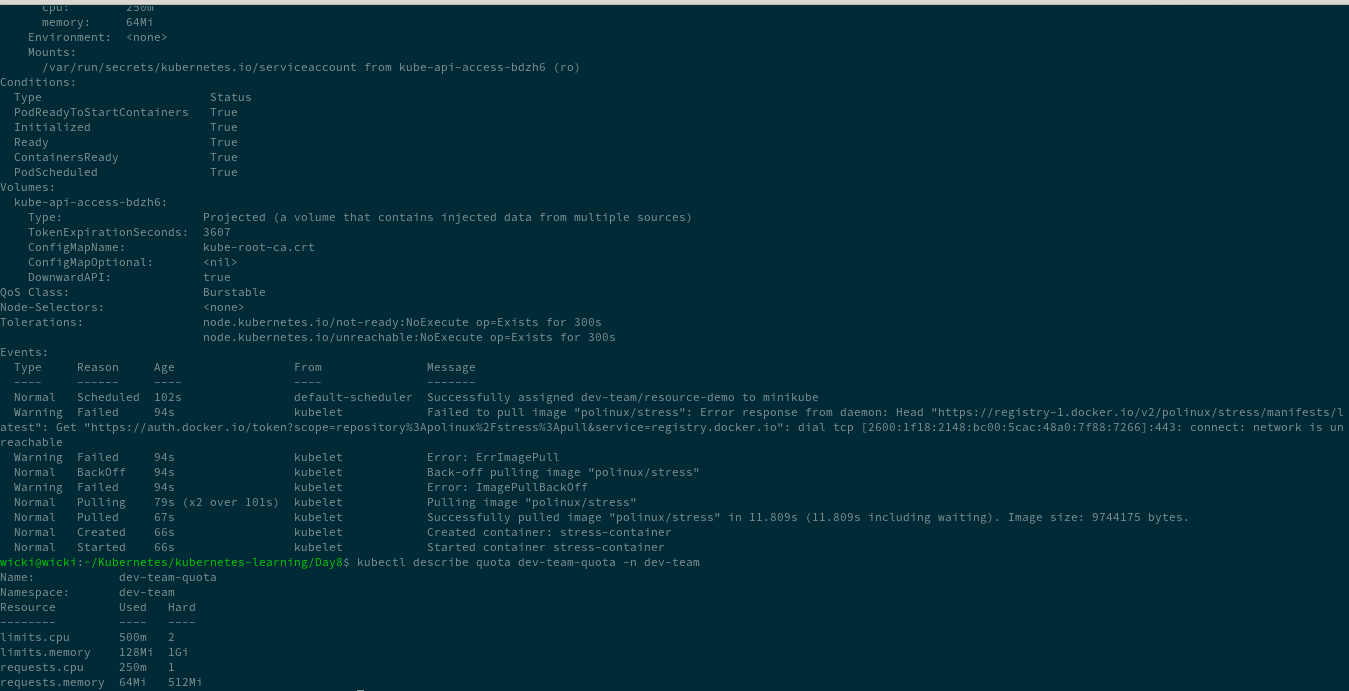 cpu: 250m
memory: 64Mi
Environment: <none>
Mounts:
/var/run/secrets/kubernetes.io/serviceaccount from kube-api-access-bdzh6 (ro)
Conditions:
Type Status
PodReadyToStartContainers True
Initialized True
Ready True
ContainersReady True
PodScheduled True
Volumes:
kube-api-access-bdzh6:
Type: Projected (a volume that contains injected data from multiple sources)
TokenExpirationSeconds: 3607
ConfigMapName: kube-root-ca.crt
ConfigMapOptional: <nil>
DownwardAPI: true
QoS Class: Burstable
Node-Selectors: <none>
Tolerations: node.kubernetes.io/not-ready:NoExecute op=Exists for 300s
node.kubernetes.io/unreachable:NoExecute op=Exists for 300s
Events:
Type Reason Age From Message
---- ------ ---- ---- -------
Normal Scheduled 102s default-scheduler Successfully assigned dev-team/resource-demo to minikube
Warning Failed 94s kubelet Failed to pull image "polinux/stress": Error response from daemon: Head "https://registry-1.docker.io/v2/polinux/stress/manifests/l
atest": Get "https://auth.docker.io/token?scope=repository%3Apolinux%2Fstress%3Apull&service=registry.docker.io": dial tcp [2600:1f18:2148:bc00:5cac:48a0:7f88:7266]:443: connect: network is un
reachable
Warning Failed 94s kubelet Error: ErrImagePull
Normal BackOff 94s kubelet Back-off pulling image "polinux/stress"
Warning Failed 94s kubelet Error: ImagePullBackOff
Normal Pulling 79s (x2 over 101s) kubelet Pulling image "polinux/stress"
Normal Pulled 67s kubelet Successfully pulled image "polinux/stress" in 11.809s (11.809s including waiting). Image size: 9744175 bytes.
Normal Created 66s kubelet Created container: stress-container
Normal Started 66s kubelet Started container stress-container
wicki@wicki:~/Kubernetes/kubernetes-learning/Day8$ kubectl describe quota dev-team-quota -n dev-team
Name: dev-team-quota
Namespace: dev-team
Resource Used Hard
-------- ---- ----
limits.cpu 500m 2
limits.memory 128Mi 1Gi
requests.cpu 250m 1
requests.memory 64Mi 512Mi